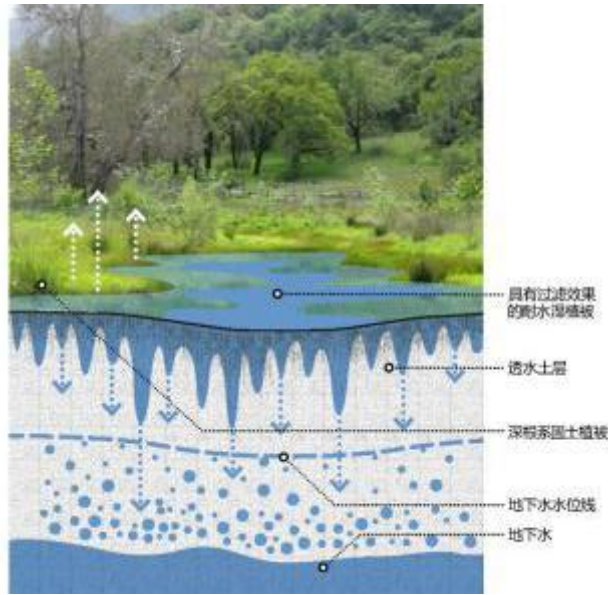 具有过滤效果
的耐水湿植被
透水土层
深根系固土植被
地下水水位线
地下水